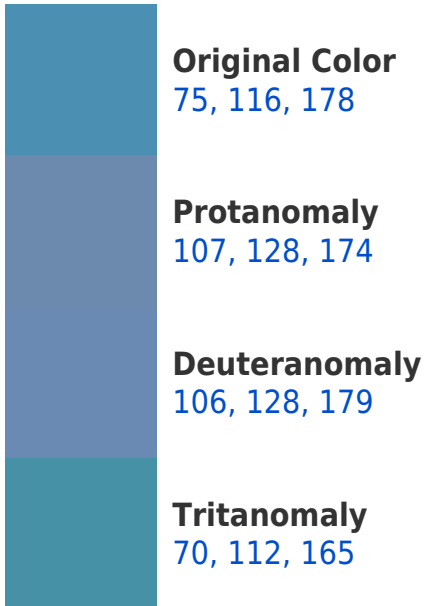 Original Color
75, 116, 178
Protanomaly
107, 128, 174
Deuteranomaly
106, 128, 179
Tritanomaly
70, 112, 165